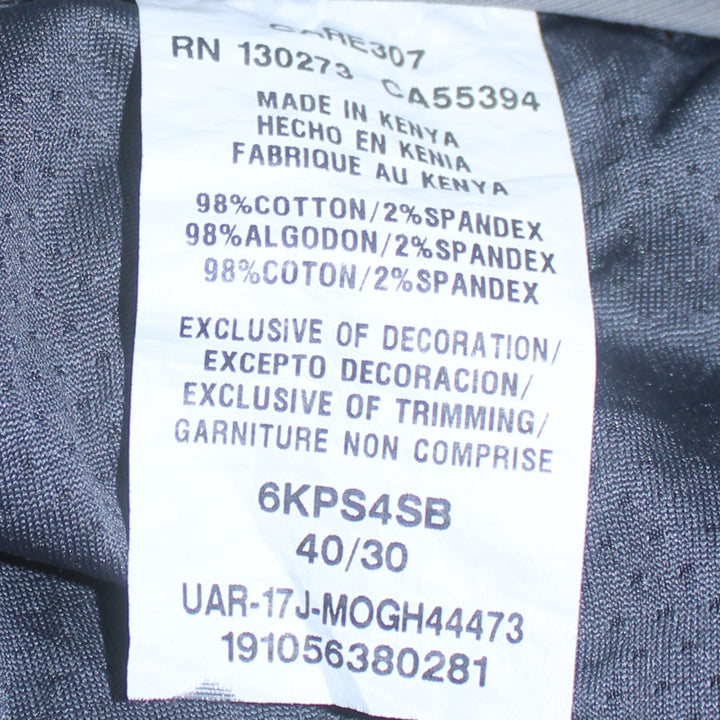 CARE307
RN 130273 CA55394
MADE IN KENYA
HECHO EN KENIA
FABRIQUE AU KENYA
98%COTTON/2%SPANDEX
98%ALGODON/2%SPANDEX
98%COTON/2%SPANDEX
EXCLUSIVE OF DECORATION/
EXCEPTO DECORACION/
EXCLUSIVE OF TRIMMING/
GARNITURE NON COMPRISE
6KPS4SB
40/30
UAR-17J-MOGH44473
191056380281